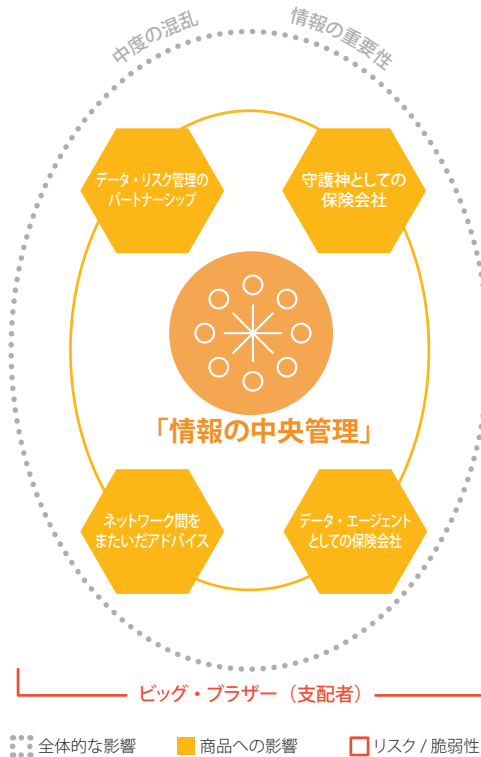 中度の混乱
情報の重要性
データ・リスク管理の
パートナーシップ
守護神としての
保険会社
「情報の中央管理」
ネットワーク間を
またいだアドバイス
データ・エージェント
としての保険会社
ビッグ・ブラザー（支配者）
全体的な影響
商品への影響
リスク / 脆弱性